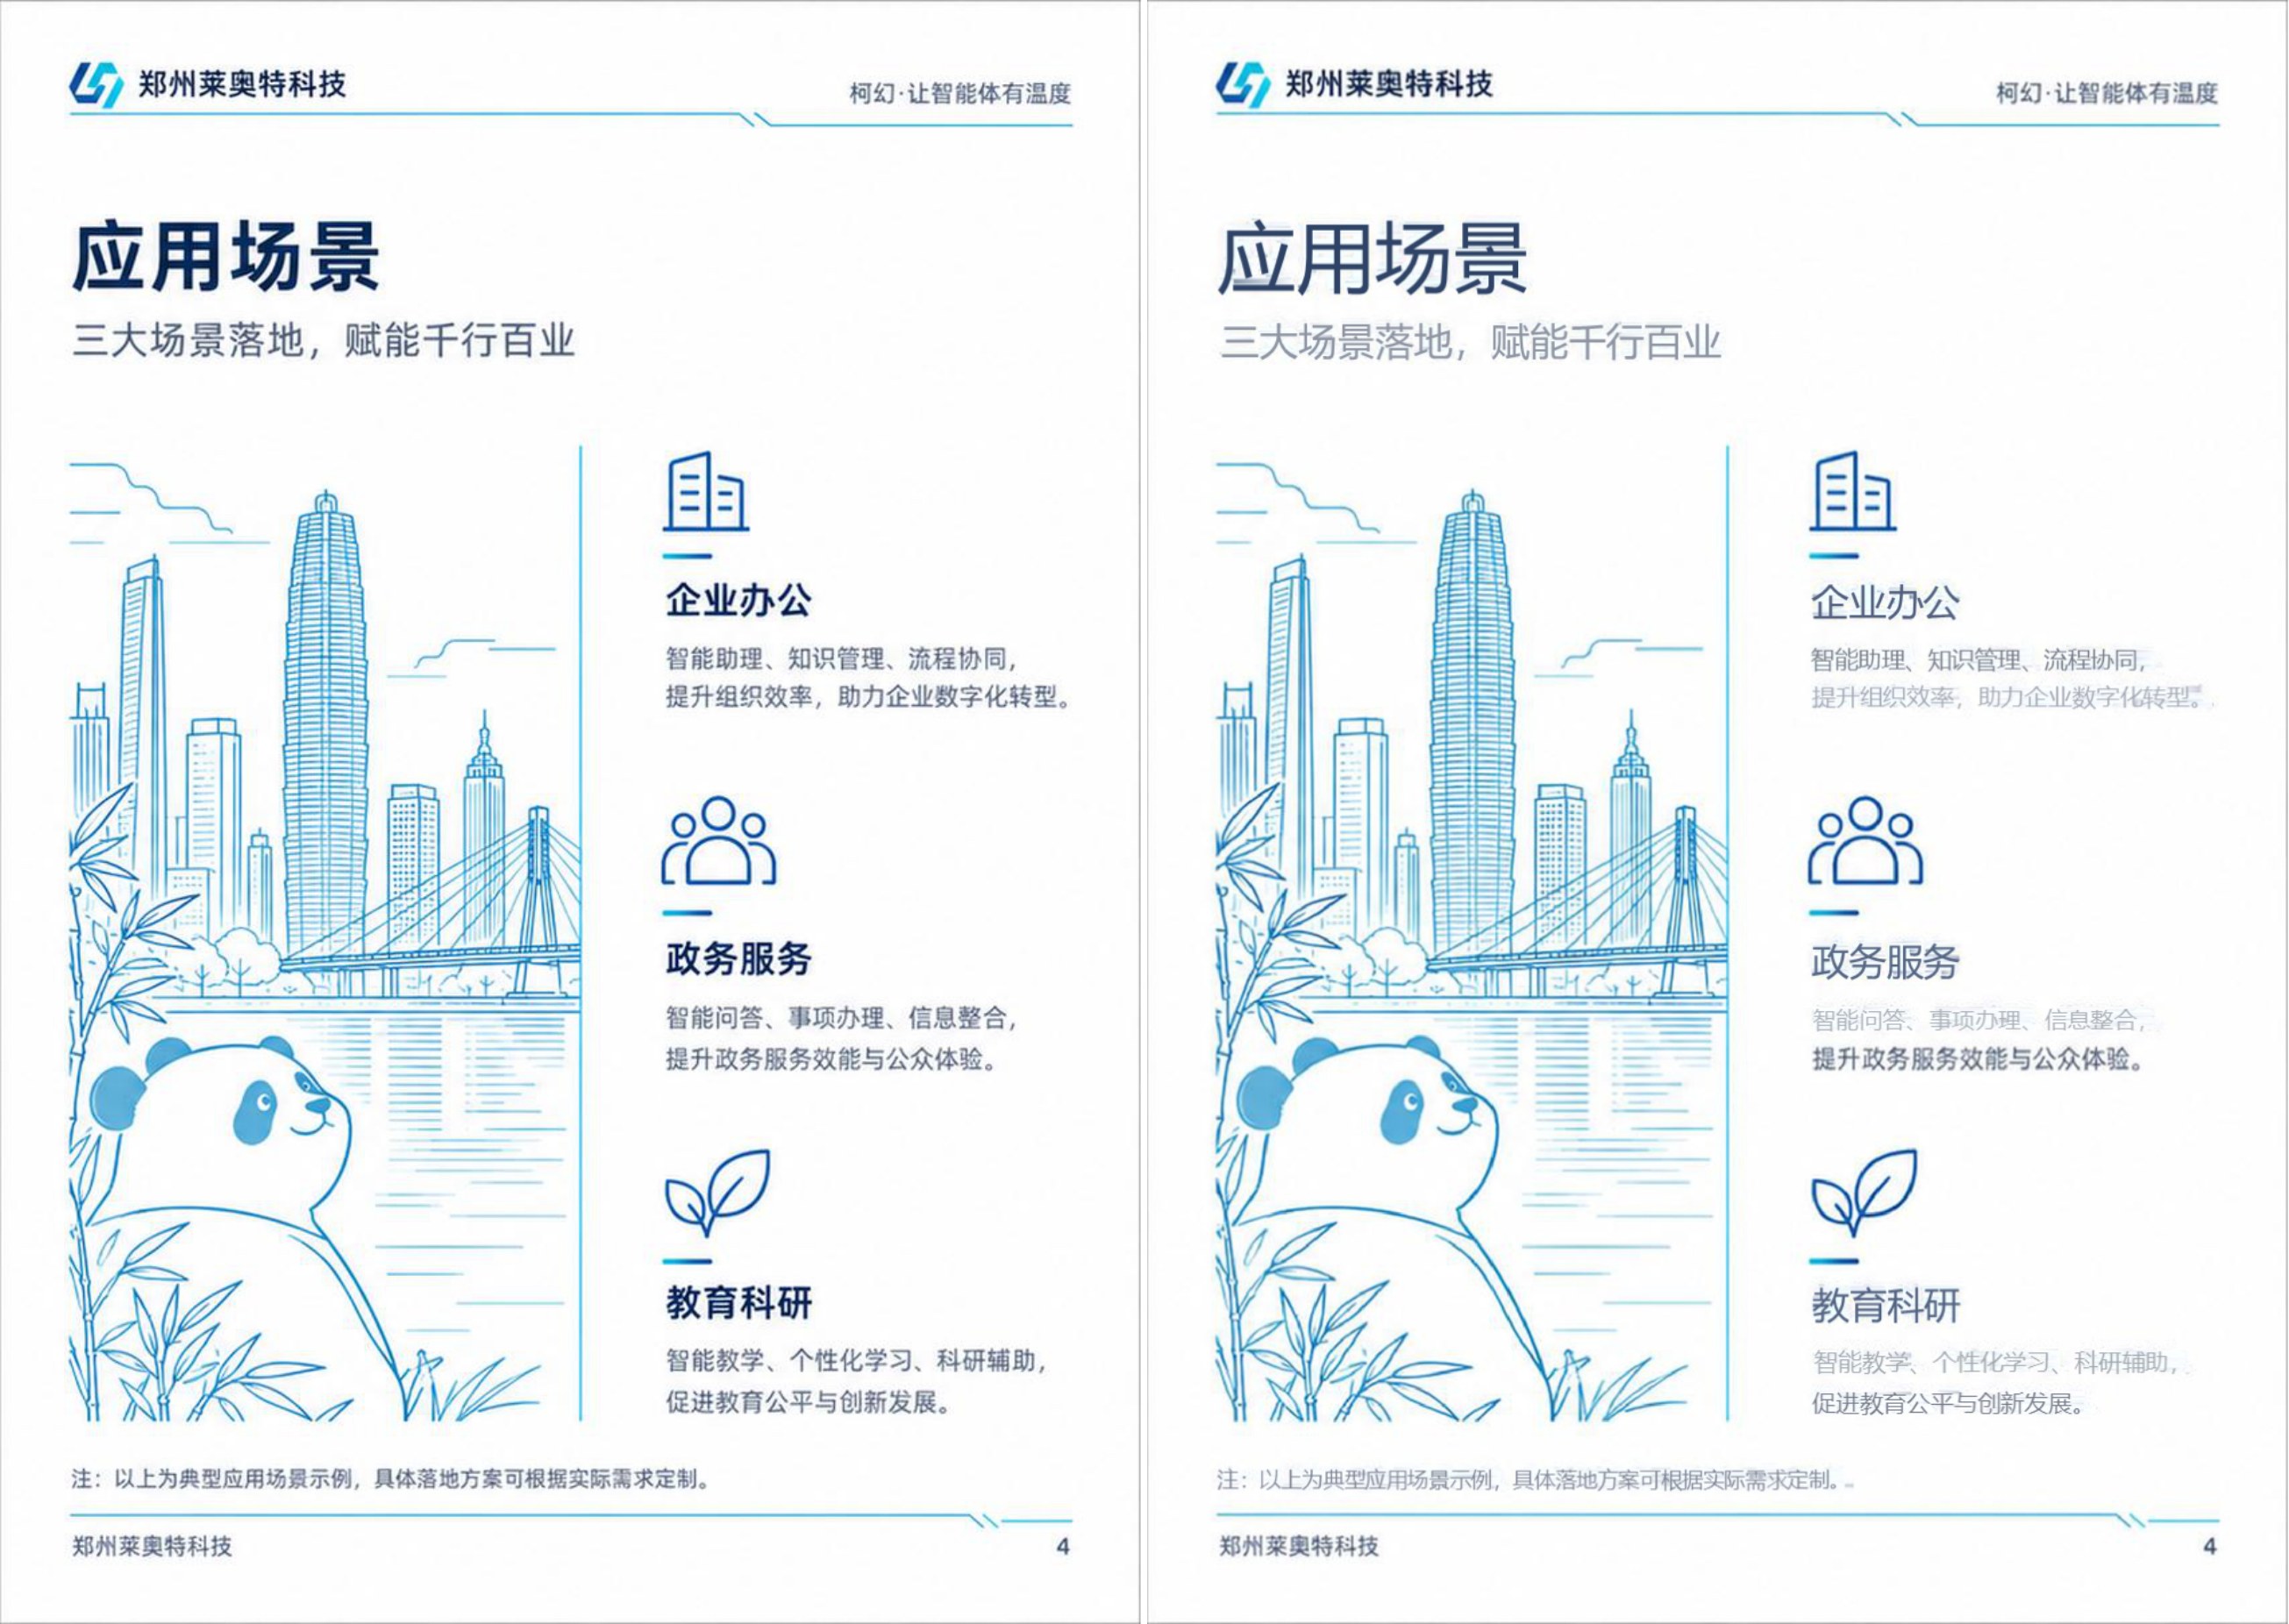 郑州莱奥特科技
柯幻·让智能体有温度
应用场景
三大场景落地，赋能千行百业
企业办公
智能助理、知识管理、流程协同，
提升组织效率，助力企业数字化转型。
政务服务
智能问答、事项办理、信息整合，
提升政务服务效能与公众体验。
教育科研
智能教学、个性化学习、科研辅助，
促进教育公平与创新发展。
注：以上为典型应用场景示例，具体落地方案可根据实际需求定制。
郑州莱奥特科技
4
郑州莱奥特科技
柯幻·让智能体有温度
应用场景
三大场景落地，赋能千行百业
企业办公
智能助理、知识管理、流程协同，
提升组织效率，助力企业数字化转型。
政务服务
智能问答、事项办理、信息整合，
提升政务服务效能与公众体验。
教育科研
智能教学、个性化学习、科研辅助，
促进教育公平与创新发展。
注：以上为典型应用场景示例，具体落地方案可根据实际需求定制。
郑州莱奥特科技
4